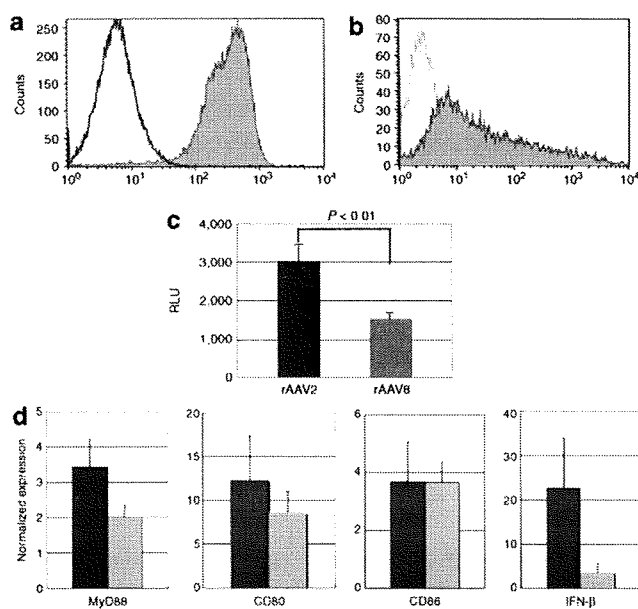 a
b
250
200
150
100
50
0
Counts
10⁰ 10¹ 10² 10³ 10⁴
80
70
60
50
40
30
20
10
0
Counts
10⁰ 10¹ 10² 10³ 10⁴
c
P < 0.01
4,000
3,000
2,000
1,000
0
RLU
rAAV2 rAAV8
d
Normalized expression
5
4
3
2
1
0
MyD88
20
15
10
5
0
CD80
6
4
2
0
CD86
40
30
20
10
0
IFN-β